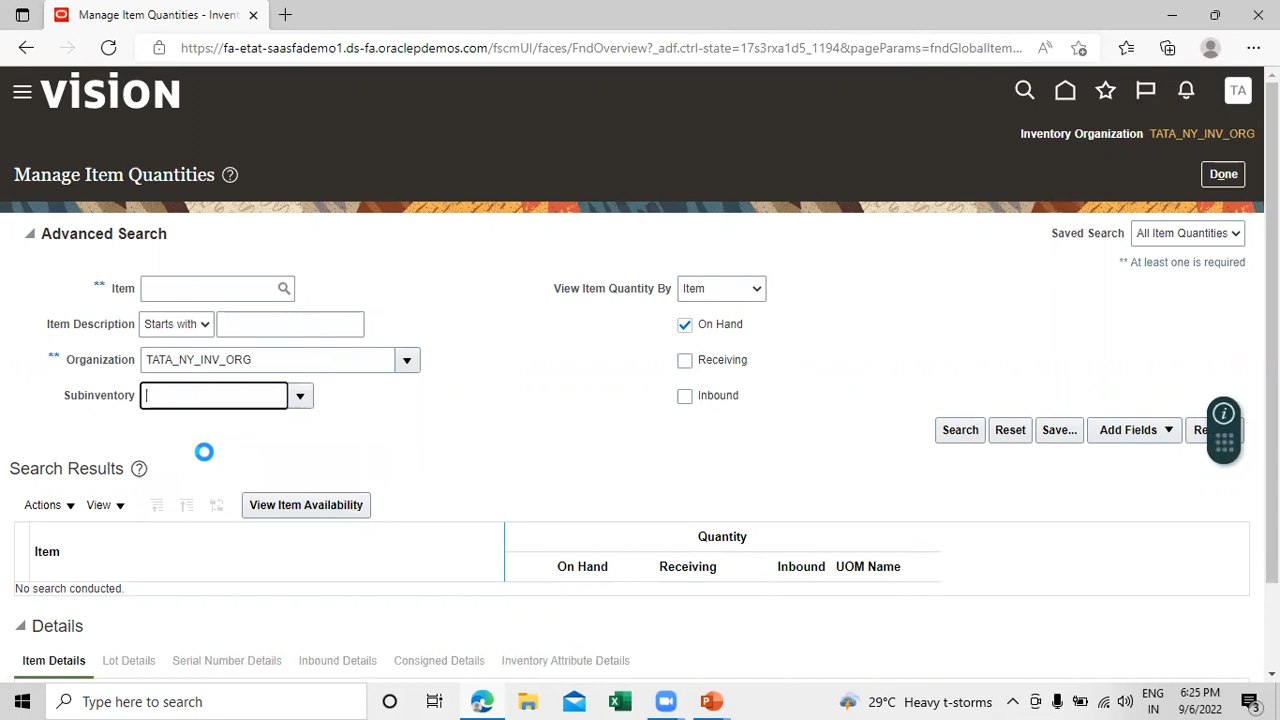 Manage Item Quantities - Invent
https://fa-etat-saasfademo1.ds-fa.oraclepdemos.com/fscmUI/faces/FndOverview?_adf.ctrl-state=17a3rxa1d5_1194&pageParams=fndGlobalItem...
VISION
TA
Inventory Organization TATA_NY_INV_ORG
Manage Item Quantities ?
Done
Advanced Search
Saved Search All Item Quantities
** At least one is required
** Item
View Item Quantity By Item
Item Description Starts with
On Hand
** Organization TATA_NY_INV_ORG
Receiving
Subinventory
Inbound
Search Reset Save... Add Fields Re
Search Results ?
Actions View View Item Availability
Quantity
Item
On Hand Receiving Inbound UOM Name
No search conducted.
Details
Item Details Lot Details Serial Number Details Inbound Details Consigned Details Inventory Attribute Details
Type here to search
29°C Heavy t-storms
ENG
IN
6:25 PM
9/6/2022
3